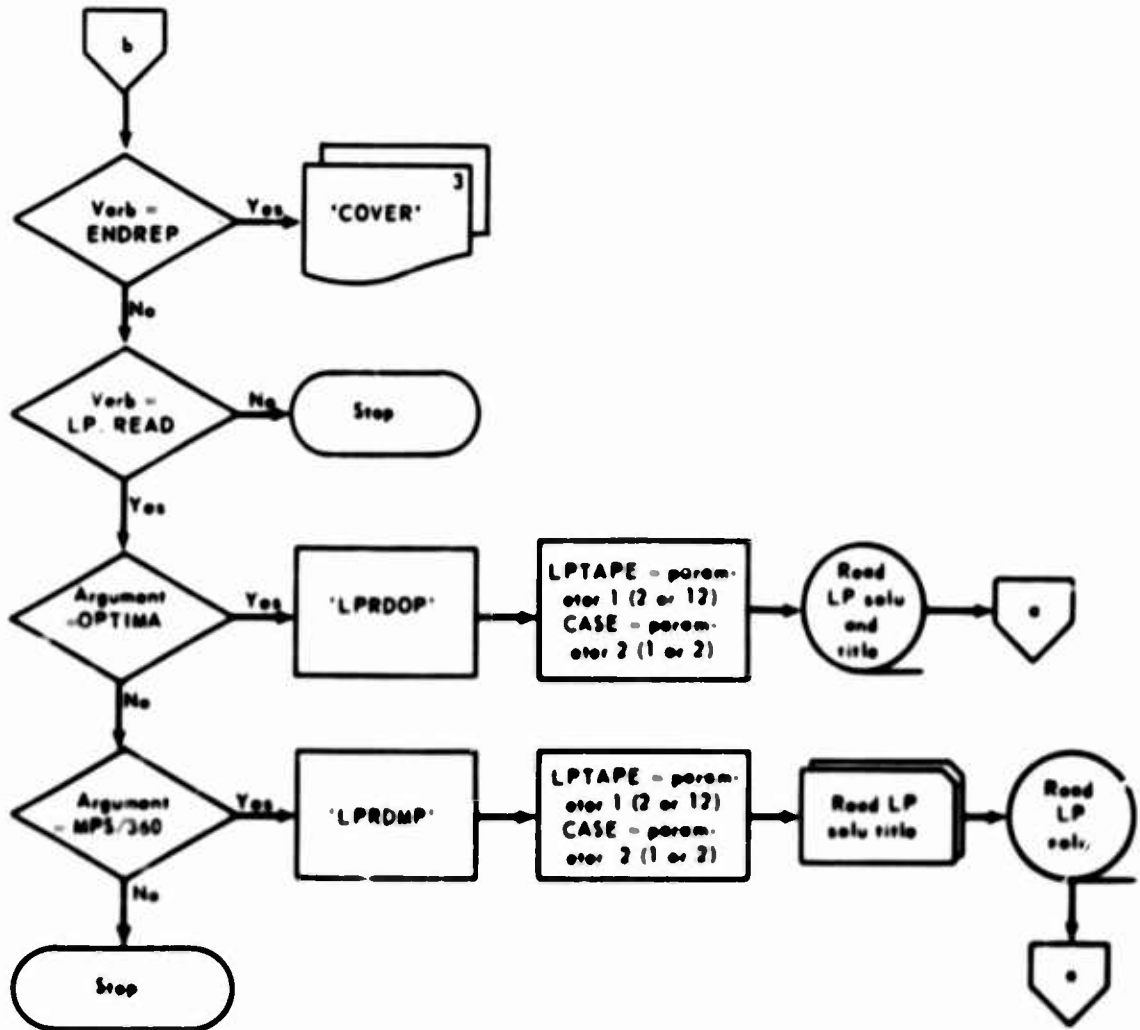 b
Verb =
ENDREP
Yes
3
'COVER'
No
Verb =
L.P. READ
No
Stop
Yes
Argument
=OPTIMA
Yes
'LPRDOP'
LPTAPE = param-
eter 1 (2 or 12)
CASE = param-
eter 2 (1 or 2)
Read
LP solu
and
title
a
No
Argument
= MPS/360
Yes
'LPRDMP'
LPTAPE = param-
eter 1 (2 or 12)
CASE = param-
eter 2 (1 or 2)
Read LP
solu title
Read
LP
solu
No
Stop
a